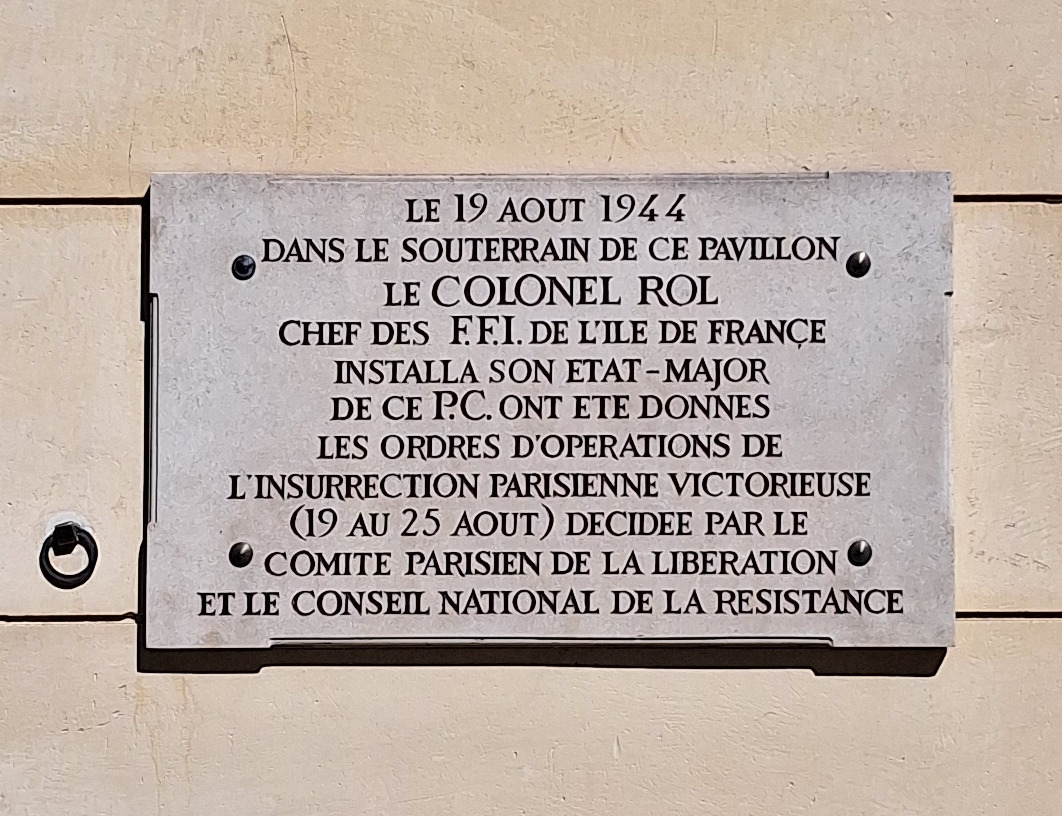 LE 19 AOUT 1944
DANS LE SOUTERRAIN DE CE PAVILLON
LE COLONEL ROL
CHEF DES F.F.I. DE L'ILE DE FRANÇE
INSTALLA SON ETAT-MAJOR
DE CE P.C. ONT ETE DONNES
LES ORDRES D'OPERATIONS DE
L'INSURRECTION PARISIENNE VICTORIEUSE
(19 AU 25 AOUT) DECIDEE PAR LE
COMITE PARISIEN DE LA LIBERATION
ET LE CONSEIL NATIONAL DE LA RESISTANCE